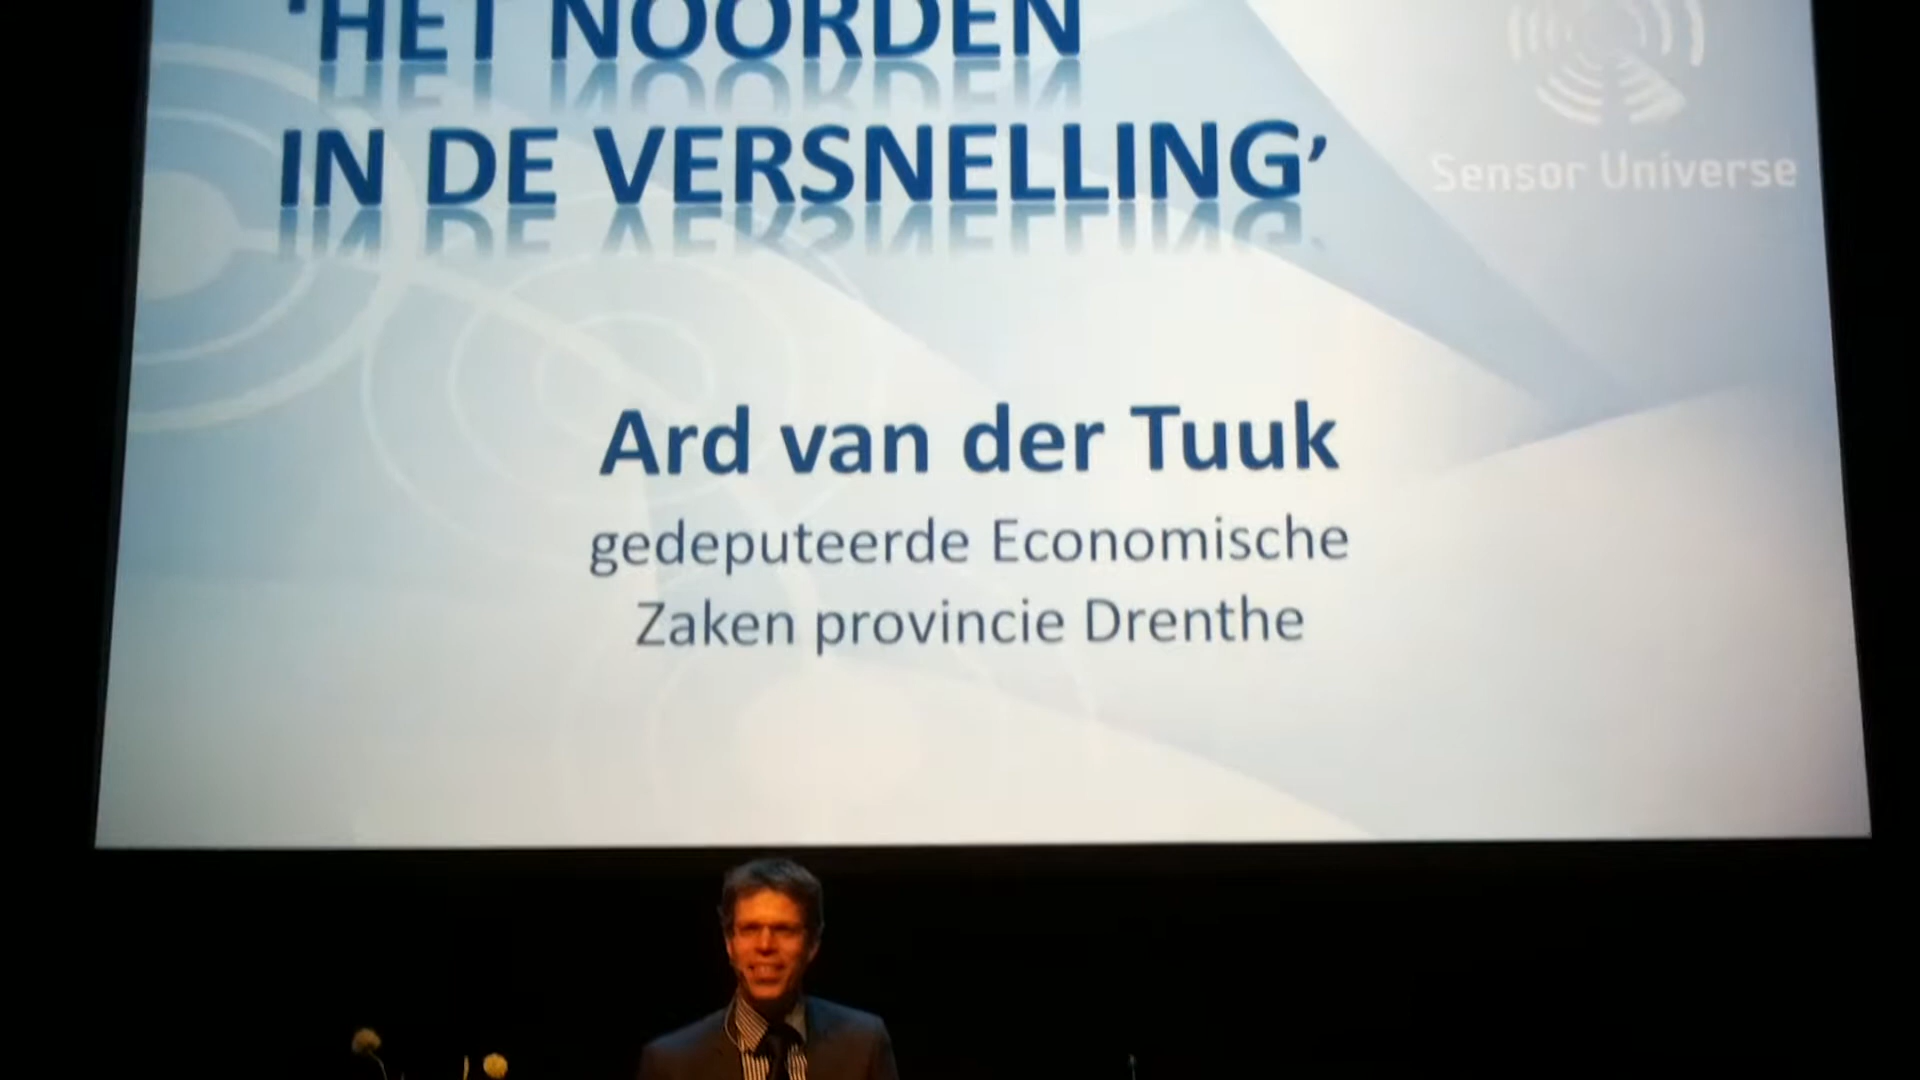 'HET NOORDEN
IN DE VERSNELLING'
Sensor Universe
Ard van der Tuuk
gedeputeerde Economische
Zaken provincie Drenthe